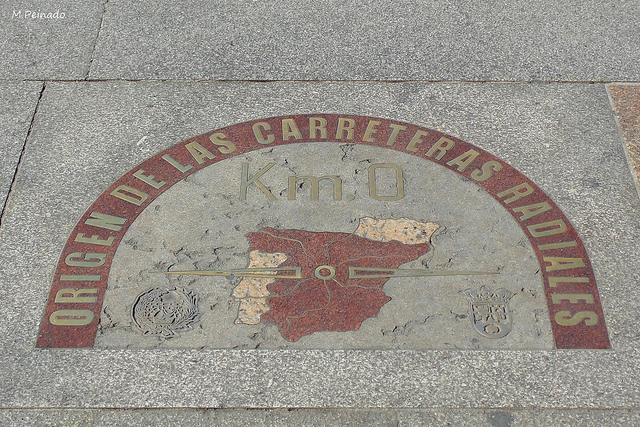 M.Peinado
ORIGEN DE LAS CARRETERAS RADIALES
Km. 0